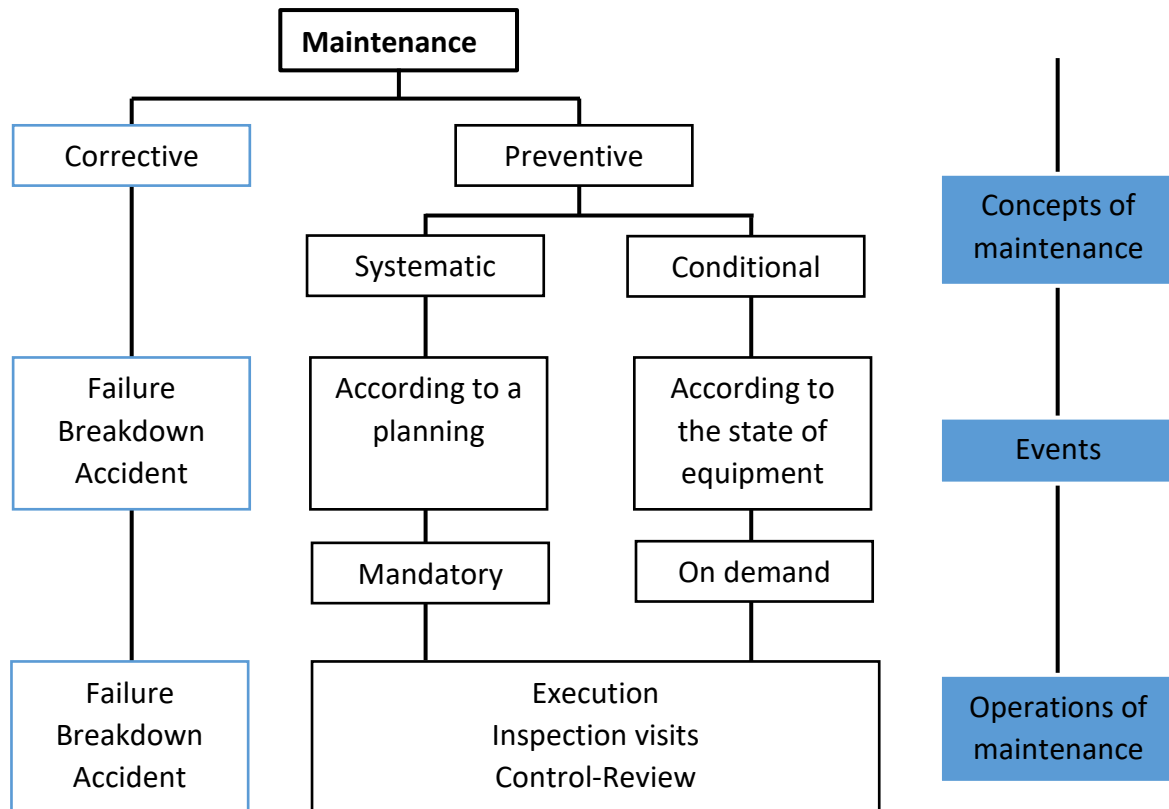 Maintenance
Corrective
Preventive
Concepts of
maintenance
Systematic
Conditional
Failure
Breakdown
Accident
According to a
planning
According to
the state of
equipment
Events
Mandatory
On demand
Failure
Breakdown
Accident
Execution
Inspection visits
Control-Review
Operations of
maintenance